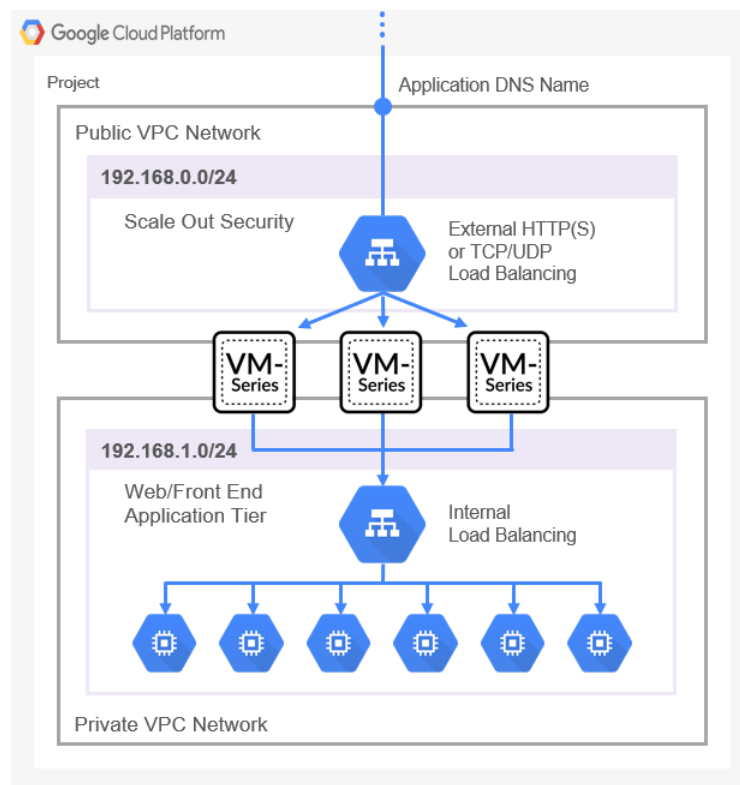 Google Cloud Platform
Project
Application DNS Name
Public VPC Network
192.168.0.0/24
Scale Out Security
External HTTP(S)
or TCP/UDP
Load Balancing
VM-
Series
VM-
Series
VM-
Series
192.168.1.0/24
Web/Front End
Application Tier
Internal
Load Balancing
Private VPC Network